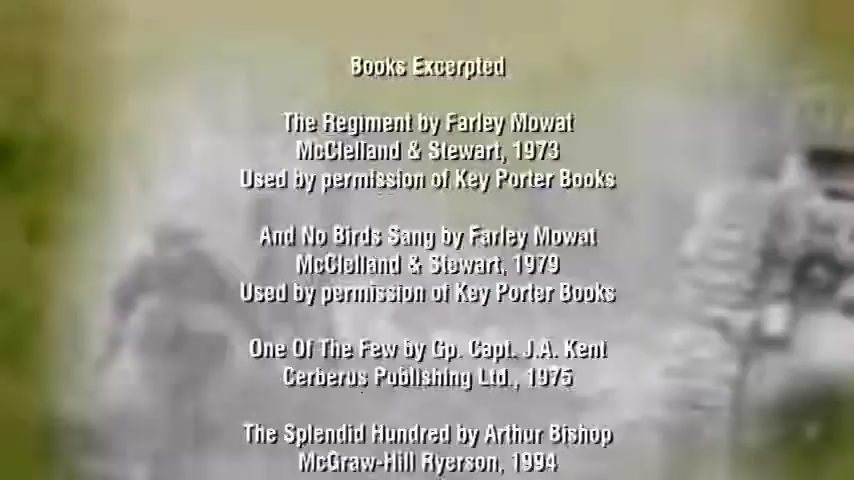 Books Excerpted
The Regiment by Farley Mowat
McClelland & Stewart, 1973
Used by permission of Key Porter Books
And No Birds Sang by Farley Mowat
McClelland & Stewart, 1979
Used by permission of Key Porter Books
One Of The Few by Gp. Capt. J.A. Kent
Cerberus Publishing Ltd., 1975
The Splendid Hundred by Arthur Bishop
McGraw-Hill Ryerson, 1994